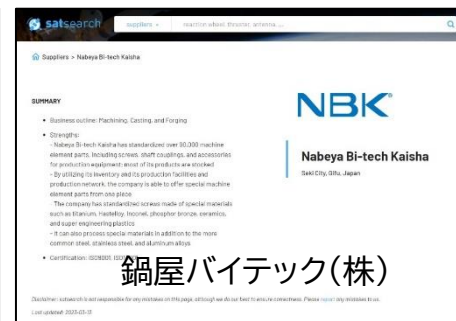 satsearch
suppliers
reaction wheel, thruster, antenna ...
Suppliers > Nabeya Bi-tech Kaisha
SUMMARY
• Business outline: Machining, Casting, and Forging
• Strengths:
- Nabeya Bi-tech Kaisha has standardized over 90,000 machine
element parts, including screws, shaft couplings, and accessories
for production equipment; most of its products are stocked
- By utilizing its inventory and its production facilities and
production network, the company is able to offer special machine
element parts from one piece
- The company has standardized screws made of special materials
such as titanium, Hastelloy, Inconel, phosphor bronze, ceramics,
and super engineering plastics
- It can also process special materials in addition to the more
common steel, stainless steel, and aluminum alloys
• Certification: ISO9001,
NBK
Nabeya Bi-tech Kaisha
Seki City, Gifu, Japan
鍋屋バイテック(株)
Disclaimer: satsearch is not responsible for any mistakes on this page, although we do our best to ensure correctness. Please report any mistakes to us.
Last updated: 2023-03-13